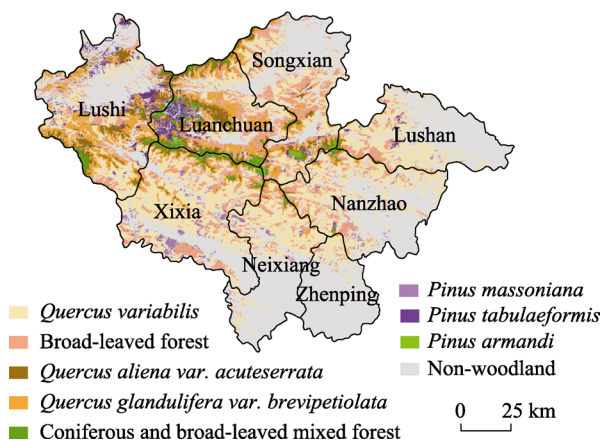 Songxian
Lushi
Luanchuan
Lushan
Xixia
Nanzhao
Neixiang
Zhenping
Quercus variabilis
Broad-leaved forest
Quercus aliena var. acuteserrata
Quercus glandulifera var. brevipetiolata
Coniferous and broad-leaved mixed forest
Pinus massoniana
Pinus tabulaeformis
Pinus armandi
Non-woodland
0 25 km